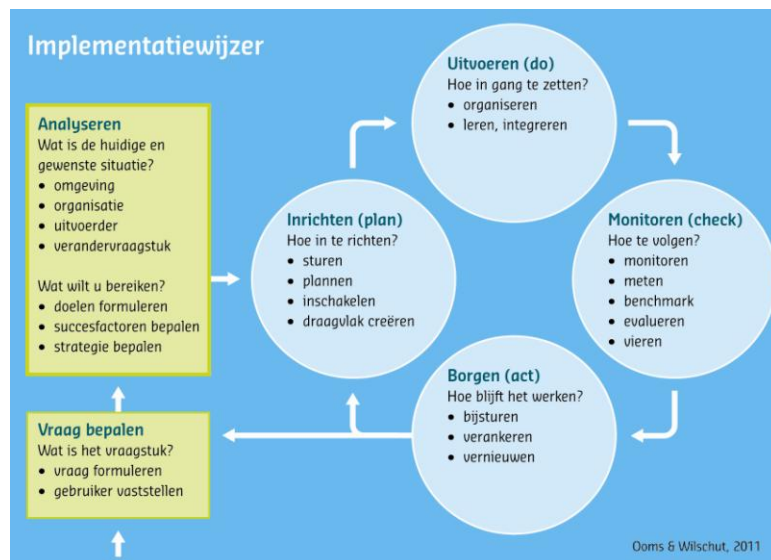 Implementatiewijzer
Analyseren
Wat is de huidige en
gewenste situatie?
• omgeving
• organisatie
• uitvoerder
• verandervraagstuk
Wat wilt u bereiken?
• doelen formuleren
• succesfactoren bepalen
• strategie bepalen
Vraag bepalen
Wat is het vraagstuk?
• vraag formuleren
• gebruiker vaststellen
Inrichten (plan)
Hoe in te richten?
• sturen
• plannen
• inschakelen
• draagvlak creëren
Uitvoeren (do)
Hoe in gang te zetten?
• organiseren
• leren, integreren
Monitoren (check)
Hoe te volgen?
• monitoren
• meten
• benchmark
• evalueren
• vieren
Borgen (act)
Hoe blijft het werken?
• bijsturen
• verankeren
• vernieuwen
Ooms & Wilschut, 2011